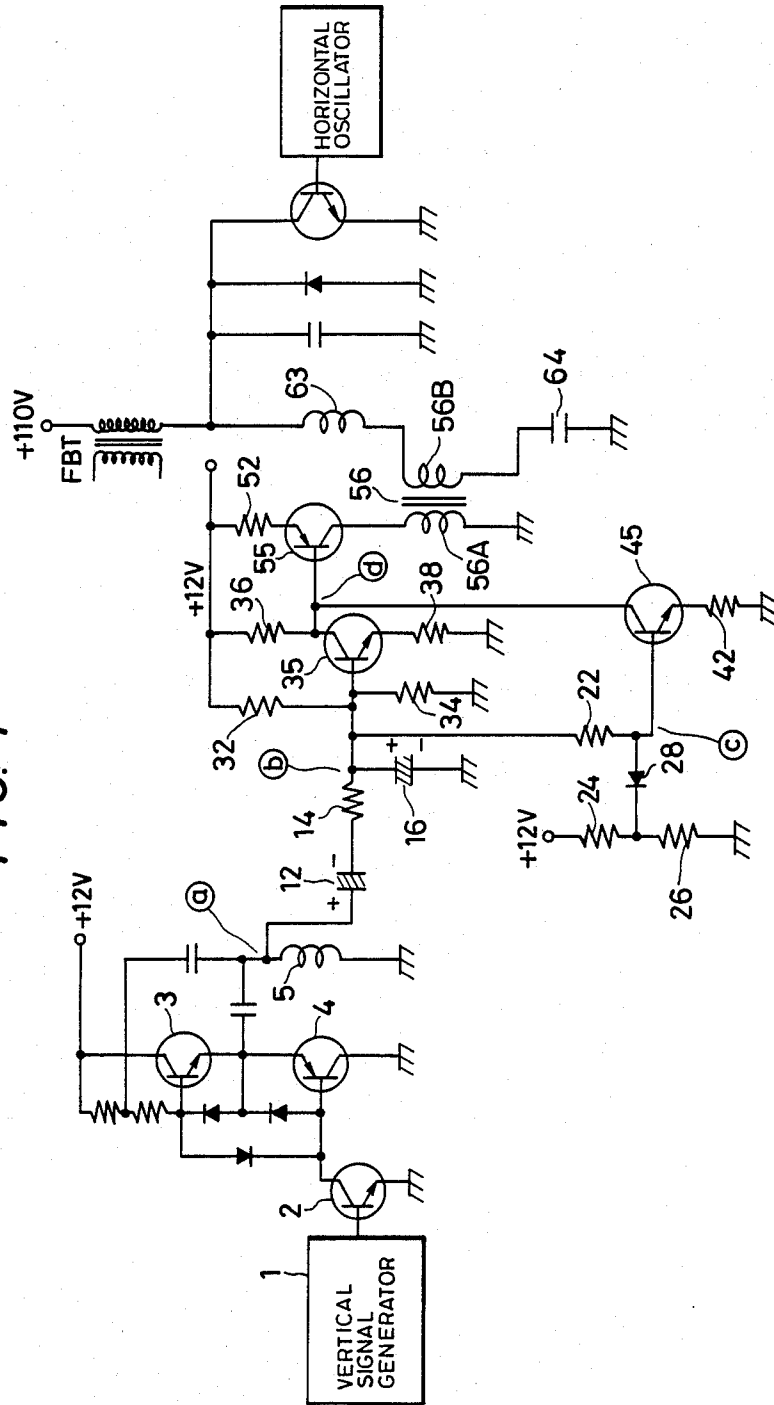 +12V
3
a
5
4
2
1
VERTICAL
SIGNAL
GENERATOR
12
+
-
14
b
16
+
-
32
+12V
36
35
34
38
d
55
52
56A
56
56B
63
64
FBT
+110V
HORIZONTAL
OSCILLATOR
22
+12V
24
28
26
c
45
42